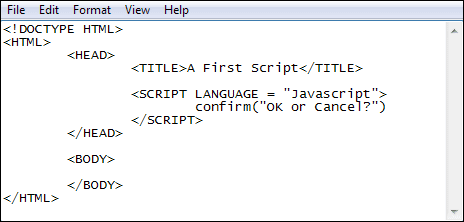 File Edit Format View Help
<!DOCTYPE HTML>
<HTML>
<HEAD>
<TITLE>A First Script</TITLE>
<SCRIPT LANGUAGE = "Javascript">
confirm("OK or Cancel?")
</SCRIPT>
</HEAD>
<BODY>
</BODY>
</HTML>